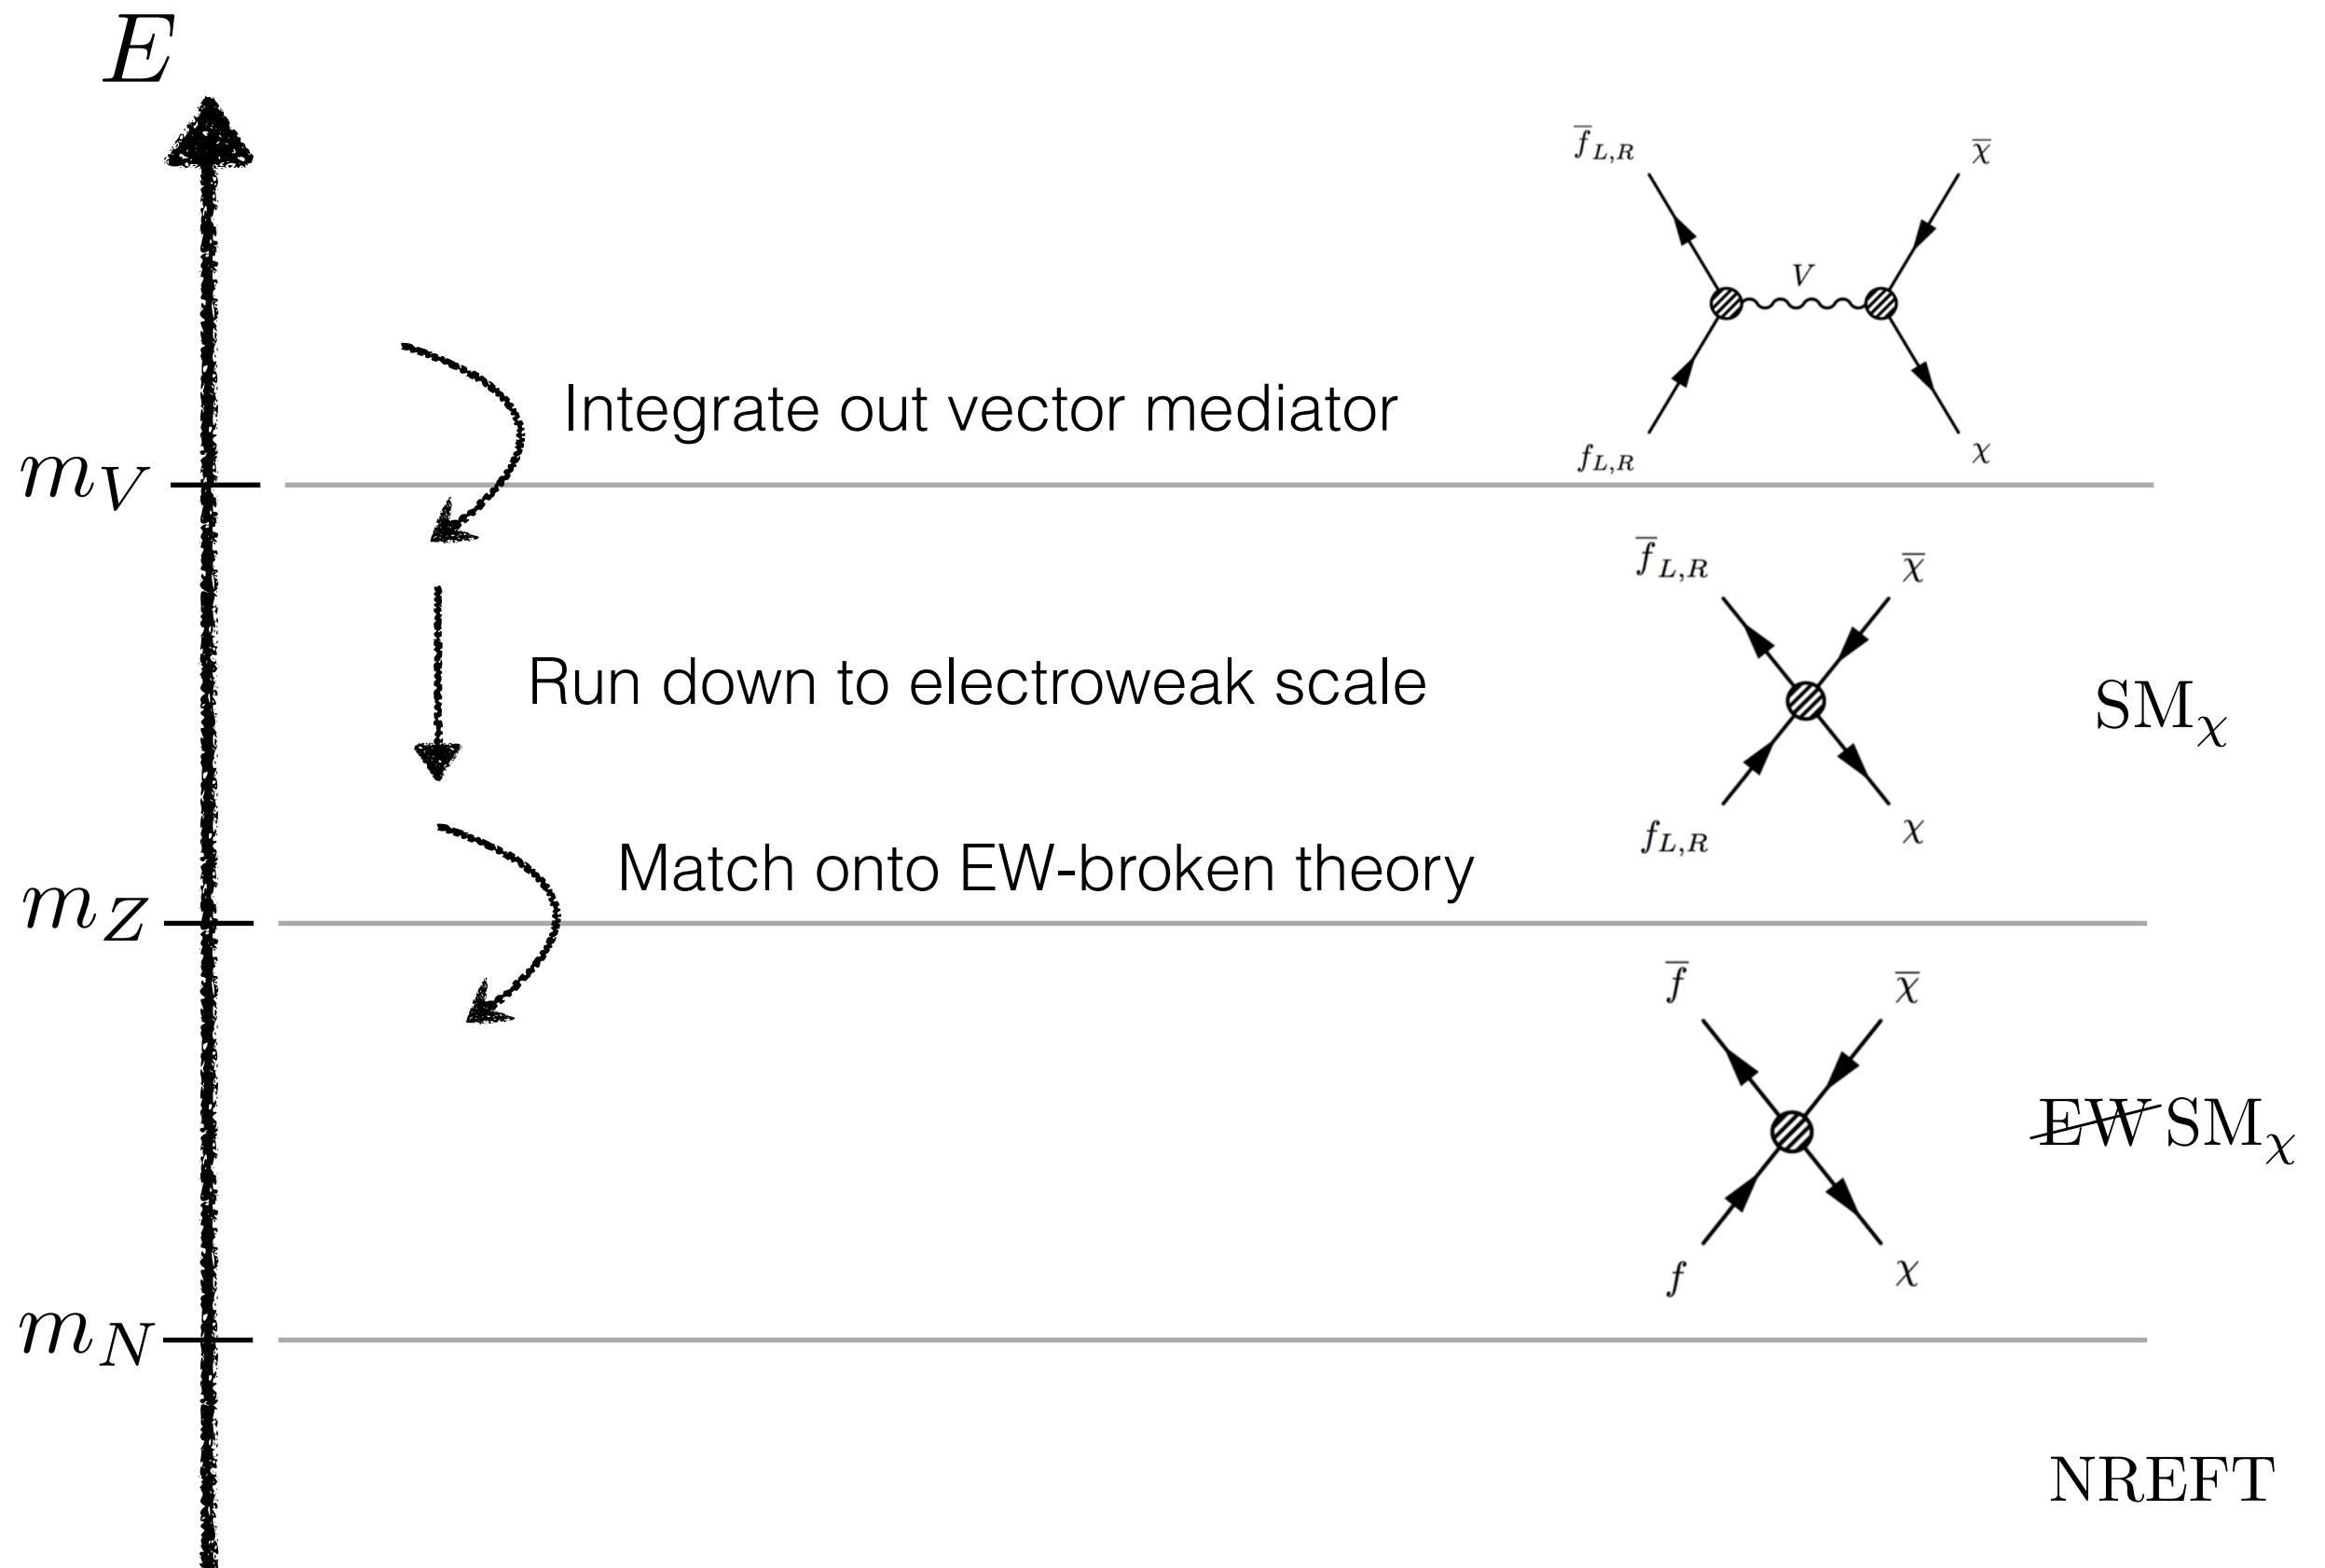 E
f̅_{L,R}
χ̅
V
Integrate out vector mediator
f_{L,R}
χ
m_V
f̅_{L,R}
χ̅
Run down to electroweak scale
SM_χ
f_{L,R}
χ
Match onto EW-broken theory
m_Z
f̅
χ̅
E̶W̶ SM_χ
f
χ
m_N
NREFT